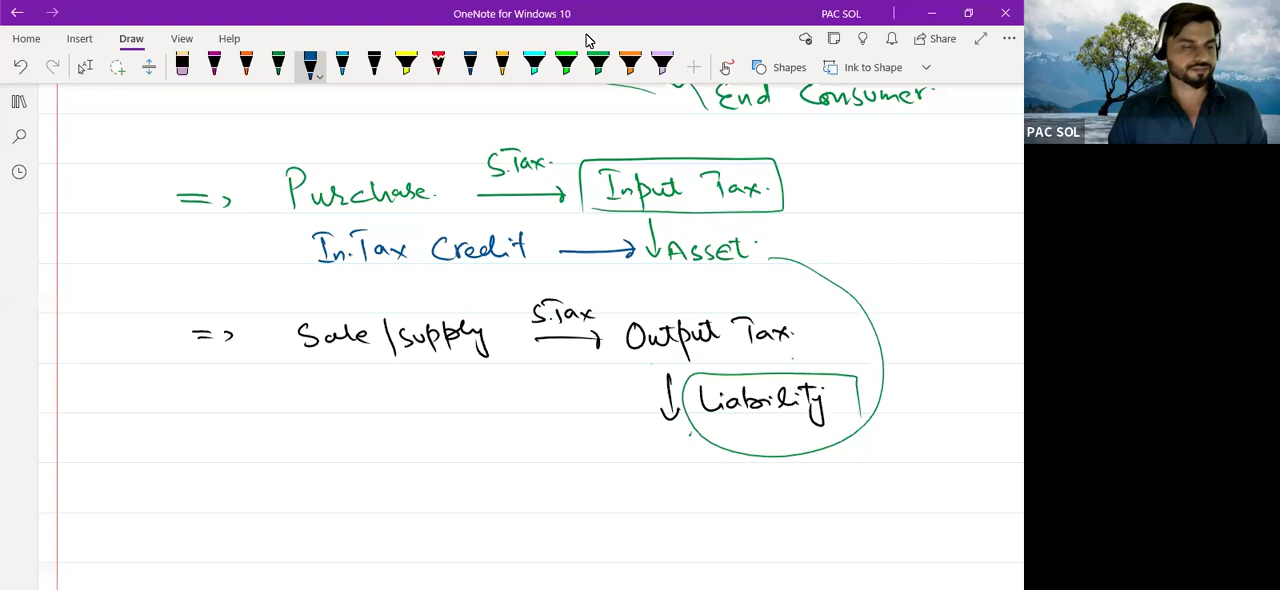 OneNote for Windows 10
PAC SOL
Home Insert Draw View Help
Share
Shapes
Ink to Shape
End Consumer.
PAC SOL
=> Purchase. S.Tax. Input Tax.
In.Tax Credit Asset
=> Sale/Supply S.Tax Output Tax.
Liability